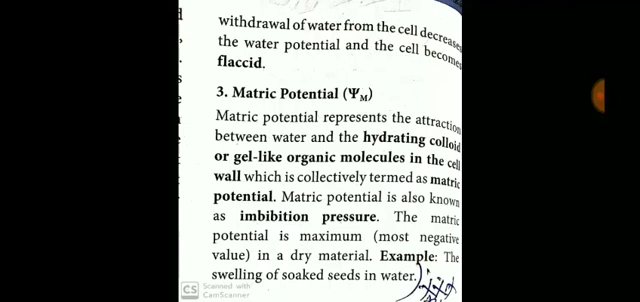 withdrawal of water from the cell decreases
the water potential and the cell becomes
flaccid.
3. Matric Potential (ΨM)
Matric potential represents the attraction
between water and the hydrating colloid
or gel-like organic molecules in the cell
wall which is collectively termed as matric
potential. Matric potential is also known
as imbibition pressure. The matric
potential is maximum (most negative
value) in a dry material. Example: The
swelling of soaked seeds in water.
CS Scanned with
CamScanner